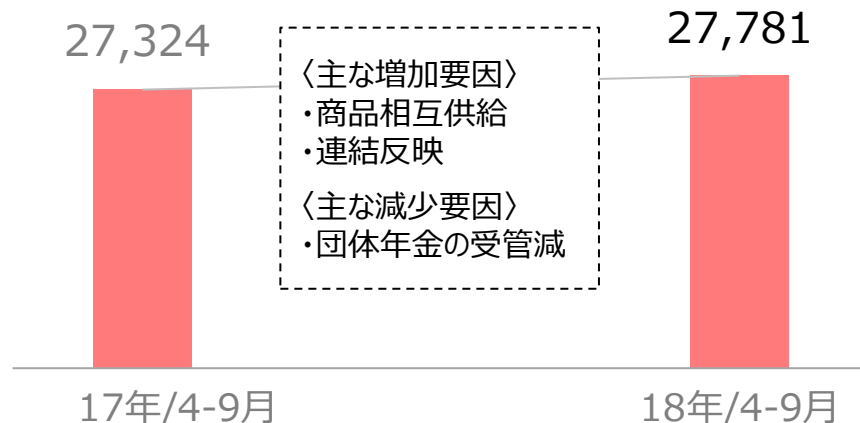 27,324
27,781
〈主な増加要因〉
・商品相互供給
・連結反映
〈主な減少要因〉
・団体年金の受管減
17年/4-9月
18年/4-9月